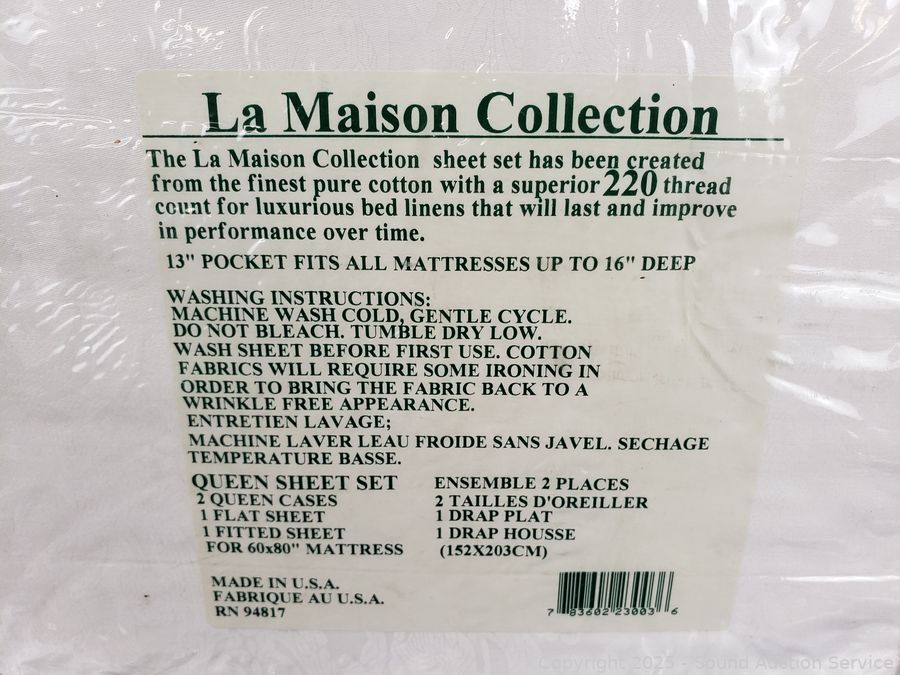 La Maison Collection
The La Maison Collection sheet set has been created
from the finest pure cotton with a superior 220 thread
count for luxurious bed linens that will last and improve
in performance over time.
13" POCKET FITS ALL MATTRESSES UP TO 16" DEEP
WASHING INSTRUCTIONS:
MACHINE WASH COLD, GENTLE CYCLE.
DO NOT BLEACH. TUMBLE DRY LOW.
WASH SHEET BEFORE FIRST USE. COTTON
FABRICS WILL REQUIRE SOME IRONING IN
ORDER TO BRING THE FABRIC BACK TO A
WRINKLE FREE APPEARANCE.
ENTRETIEN LAVAGE;
MACHINE LAVER LEAU FROIDE SANS JAVEL. SECHAGE
TEMPERATURE BASSE.
QUEEN SHEET SET
2 QUEEN CASES
1 FLAT SHEET
1 FITTED SHEET
FOR 60x80" MATTRESS
ENSEMBLE 2 PLACES
2 TAILLES D'OREILLER
1 DRAP PLAT
1 DRAP HOUSSE
(152X203CM)
MADE IN U.S.A.
FABRIQUE AU U.S.A.
RN 94817
7 83602 23003 6
Copyright 2025 - Sound Auction Service